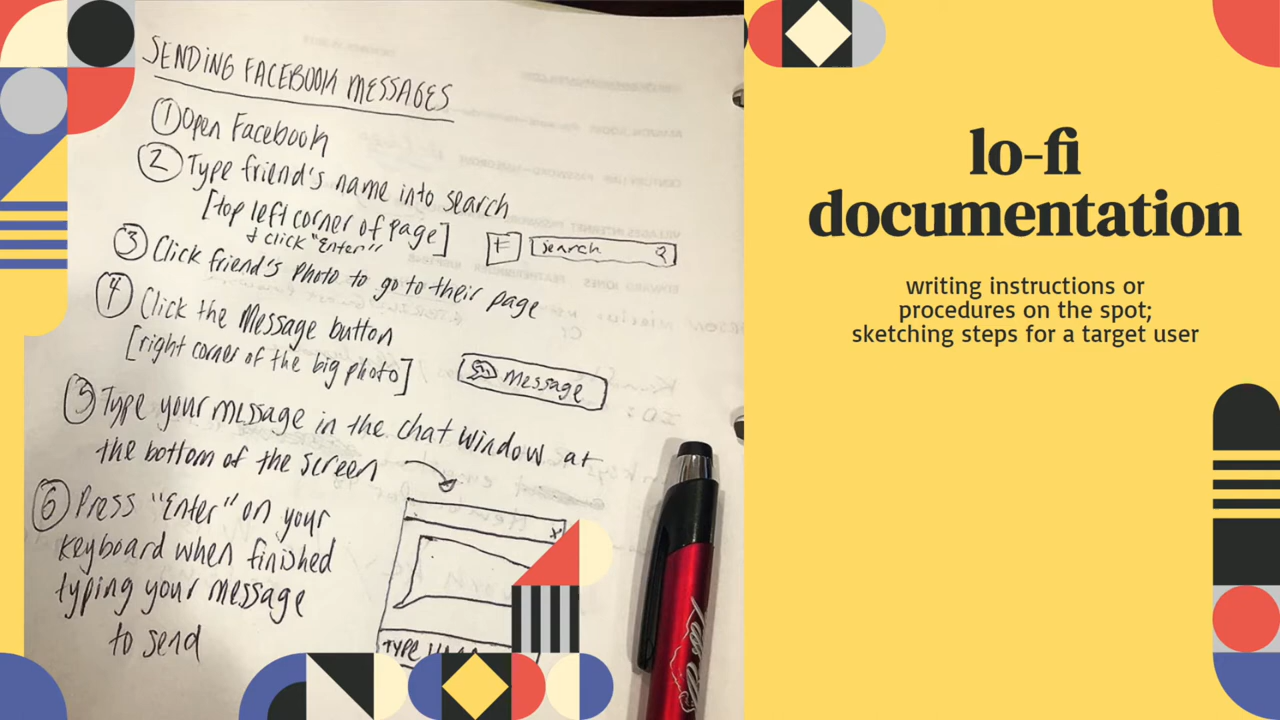 SENDING FACEBOOK MESSAGES
1 Open Facebook
2 Type friend's name into search
[top left corner of page]
& click "Enter"
F search
3 Click friend's photo to go to their page
4 Click the Message button
[right corner of the big photo]
Message
5 Type your message in the chat window at
the bottom of the screen
6 Press "Enter" on your
keyboard when finished
typing your message
to send
X
TYPE
lo-fi
documentation
writing instructions or
procedures on the spot;
sketching steps for a target user